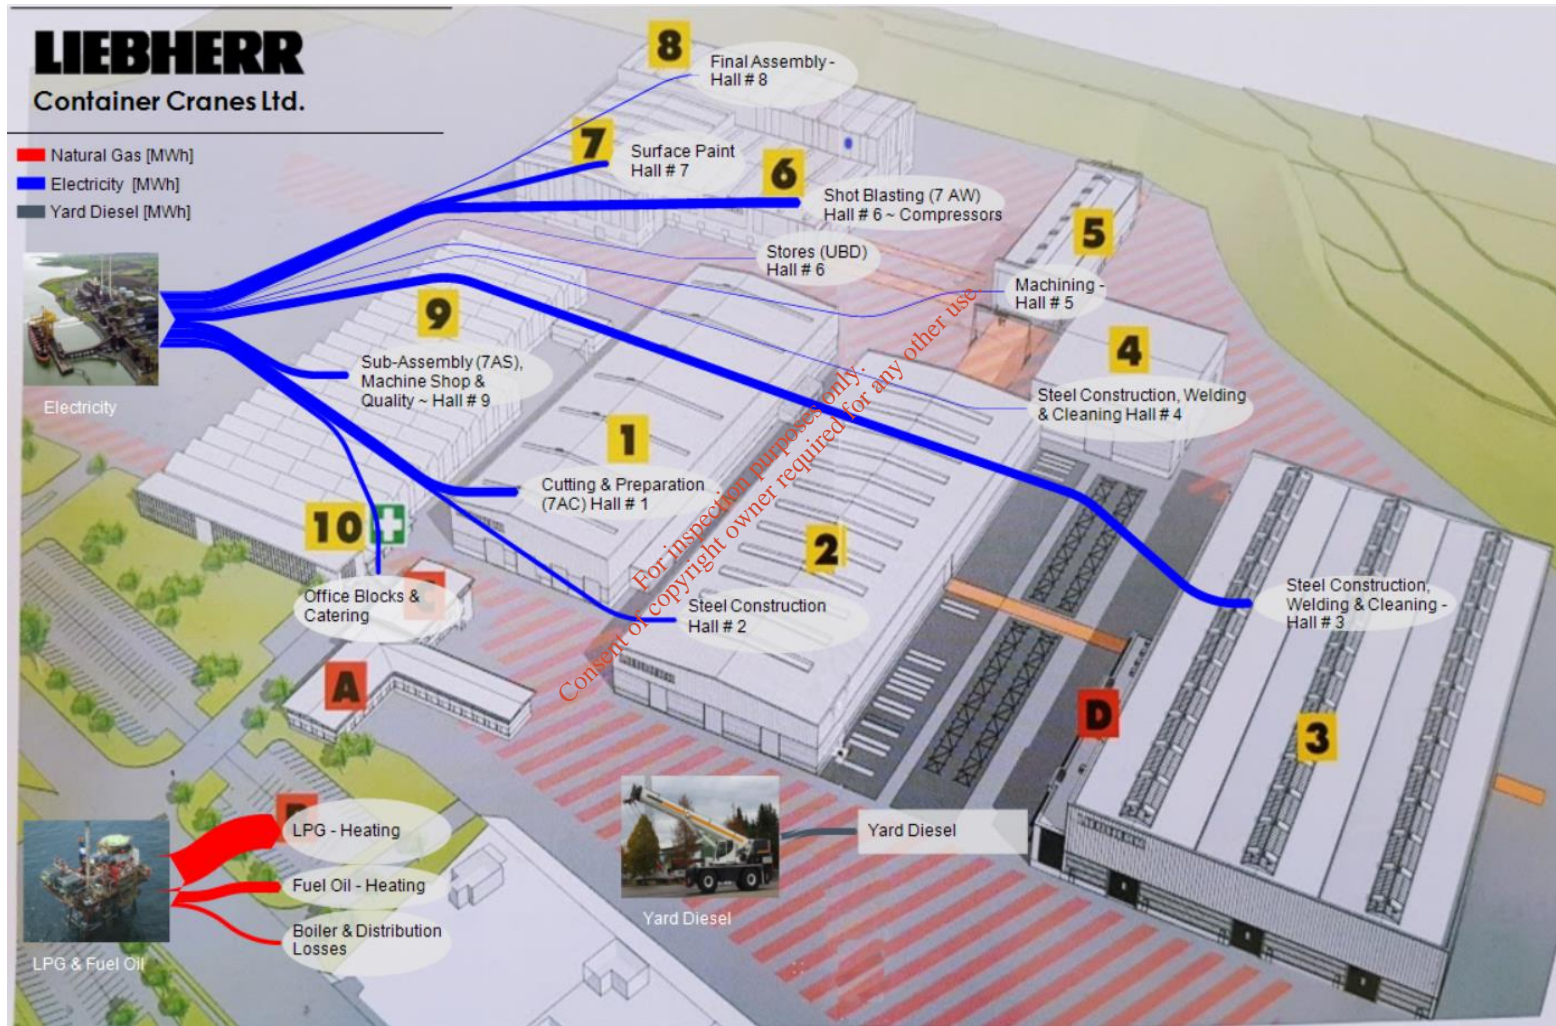 LIEBHERR
Container Cranes Ltd.
Natural Gas [MWh]
Electricity [MWh]
Yard Diesel [MWh]
8
Final Assembly -
Hall # 8
7
Surface Paint
Hall # 7
6
Shot Blasting (7 AW)
Hall # 6 ~ Compressors
5
Stores (UBD)
Hall # 6
Machining -
Hall # 5
9
4
Sub-Assembly (7AS),
Machine Shop &
Quality ~ Hall # 9
Electricity
Steel Construction, Welding
& Cleaning Hall # 4
1
Cutting & Preparation
(7AC) Hall # 1
10
2
For inspection purposes only.
Consent of copyright owner required for any other use
Office Blocks &
Catering
C
Steel Construction
Hall # 2
Steel Construction,
Welding & Cleaning -
Hall # 3
A
D
3
LIEBHERR
LIEBHERR
LPG - Heating
Fuel Oil - Heating
Boiler & Distribution
Losses
LPG & Fuel Oil
Yard Diesel
Yard Diesel